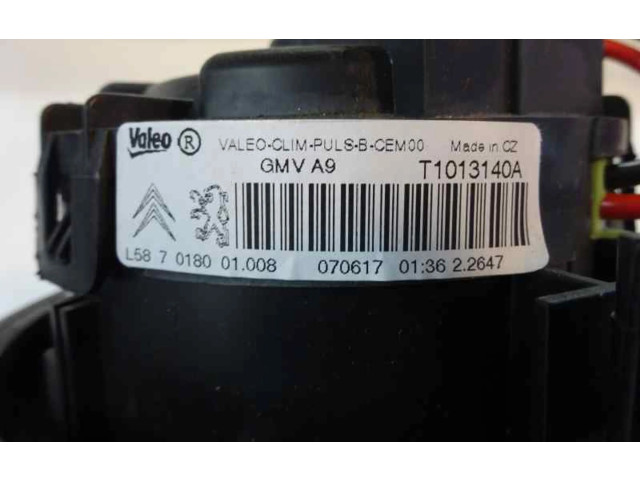 Valeo ® VALEO-CLIM-PULS-B-CEM00 Made in CZ
GMV A9 T1013140A
L58 7 0180 01.008 070617 01:36 2.2647